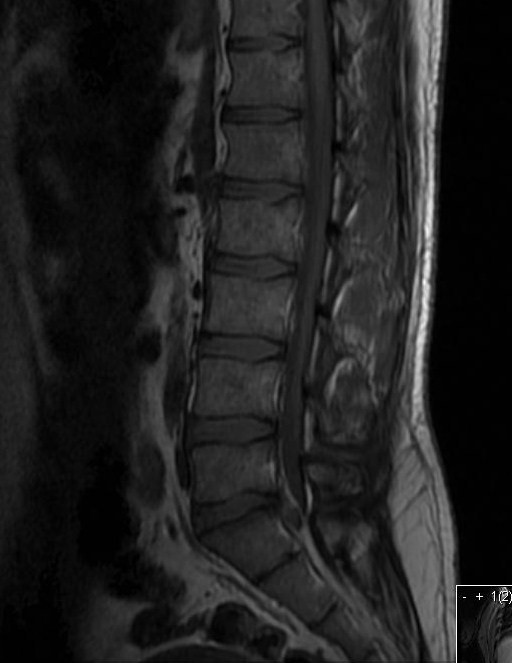 - + 1(2)